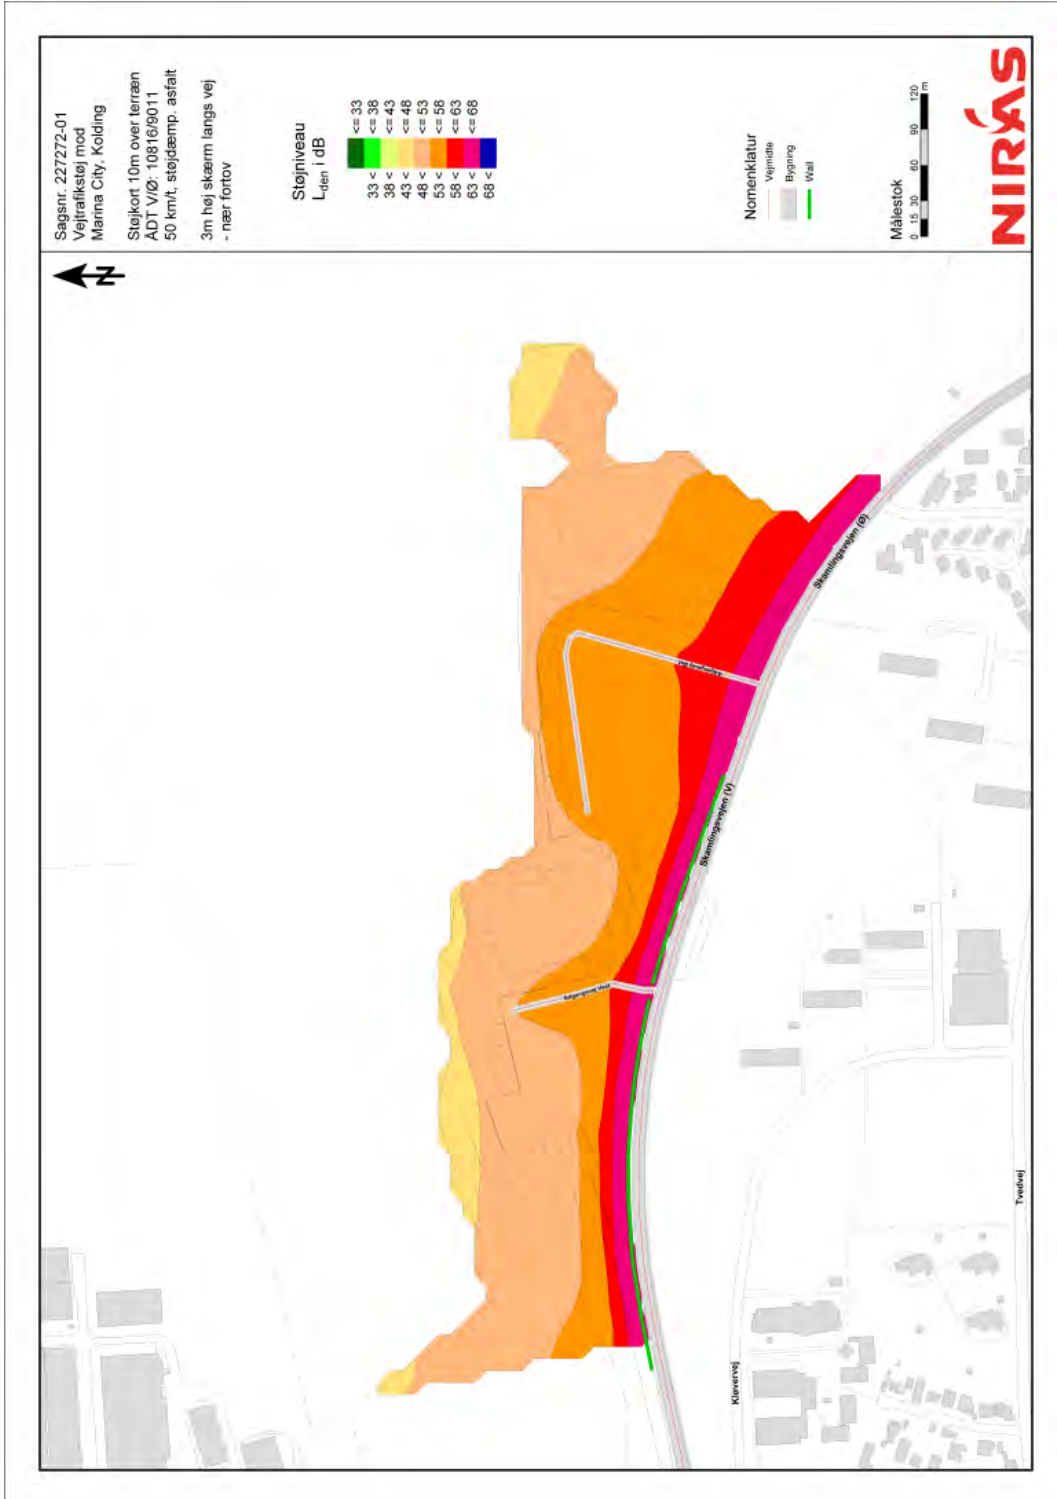 Sagsnr. 227272-01
Vejtrafikstøj mod
Marina City, Kolding
Støjkort 10m over terræn
ÅDT V/Ø: 10816/9011
50 km/t, støjdæmp. asfalt
3m høj skærm langs vej
- nær fortov
Støjniveau
Lden i dB
<= 33
33 < <= 38
38 < <= 43
43 < <= 48
48 < <= 53
53 < <= 58
58 < <= 63
63 < <= 68
68 <
Nomenklatur
Vejmidte
Bygning
Wall
Målestok
0 15 30 60 90 120
m
NIRAS
N
Skamlingsvejen (Ø)
Skamlingsvejen (V)
Adgangsvej Vest
Kløvervej
Tvedvej